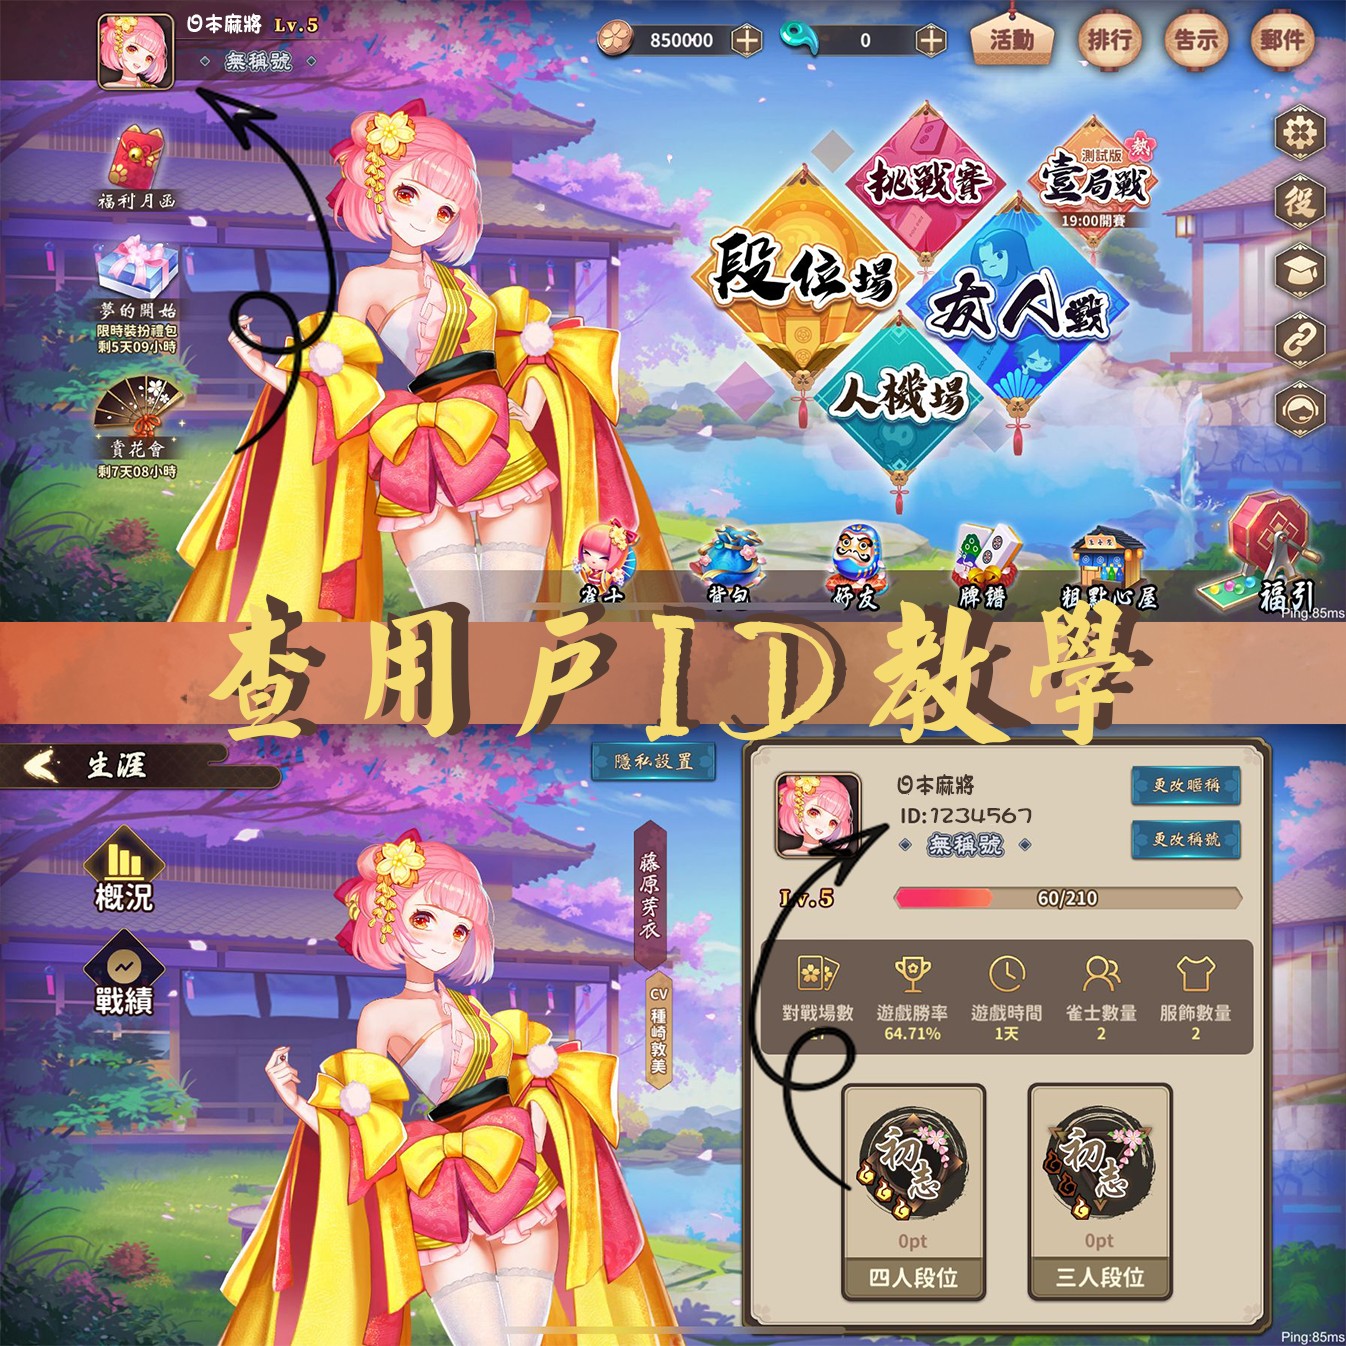 日本麻將 Lv.5
無稱號
850000
0
活動
排行
告示
郵件
福利月函
夢的開始
限時裝扮禮包
剩5天09小時
賞花會
剩7天08小時
挑戰賽
測試版
熱
壹局戰
19:00開賽
段位場
友人戰
人機場
役
雀士
背包
好友
牌譜
粗點心屋
福引
Ping:85ms
查用戶ID教學
生涯
隱私設置
概況
戰績
藤原芽衣
CV 種崎敦美
日本麻將
ID:1234567
無稱號
更改暱稱
更改稱號
Lv.5
60/210
對戰場數
遊戲勝率
64.71%
遊戲時間
1天
雀士數量
2
服飾數量
2
初志
0pt
四人段位
初志
0pt
三人段位
Ping:85ms